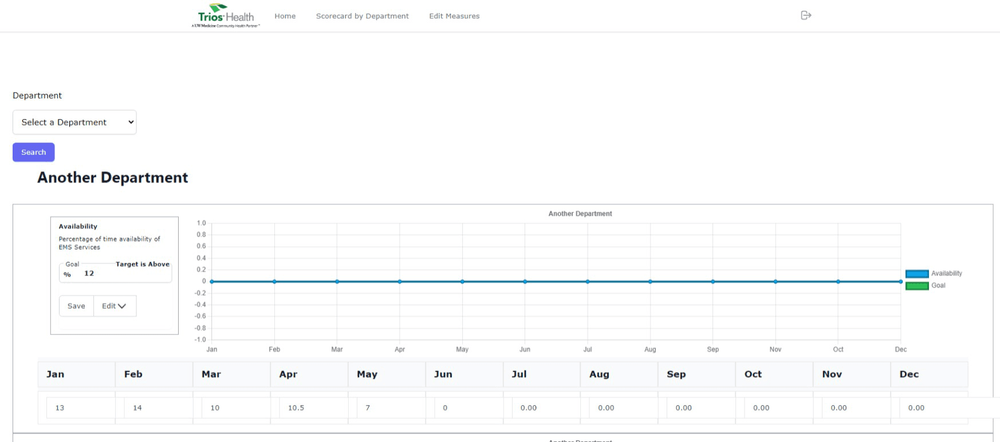 Trios Health
A UW Medicine Community Health Partner
Home Scorecard by Department Edit Measures
Department
Select a Department
Search
Another Department
Another Department
Availability
Percentage of time availability of
EMS Services
Goal Target is Above
% 12
Save Edit
1.0
0.8
0.6
0.4
0.2
0
-0.2
-0.4
-0.6
-0.8
-1.0
Jan Feb Mar Apr May Jun Jul Aug Sep Oct Nov Dec
Availability
Goal
Jan Feb Mar Apr May Jun Jul Aug Sep Oct Nov Dec
13 14 10 10.5 7 0 0.00 0.00 0.00 0.00 0.00 0.00
Another Department